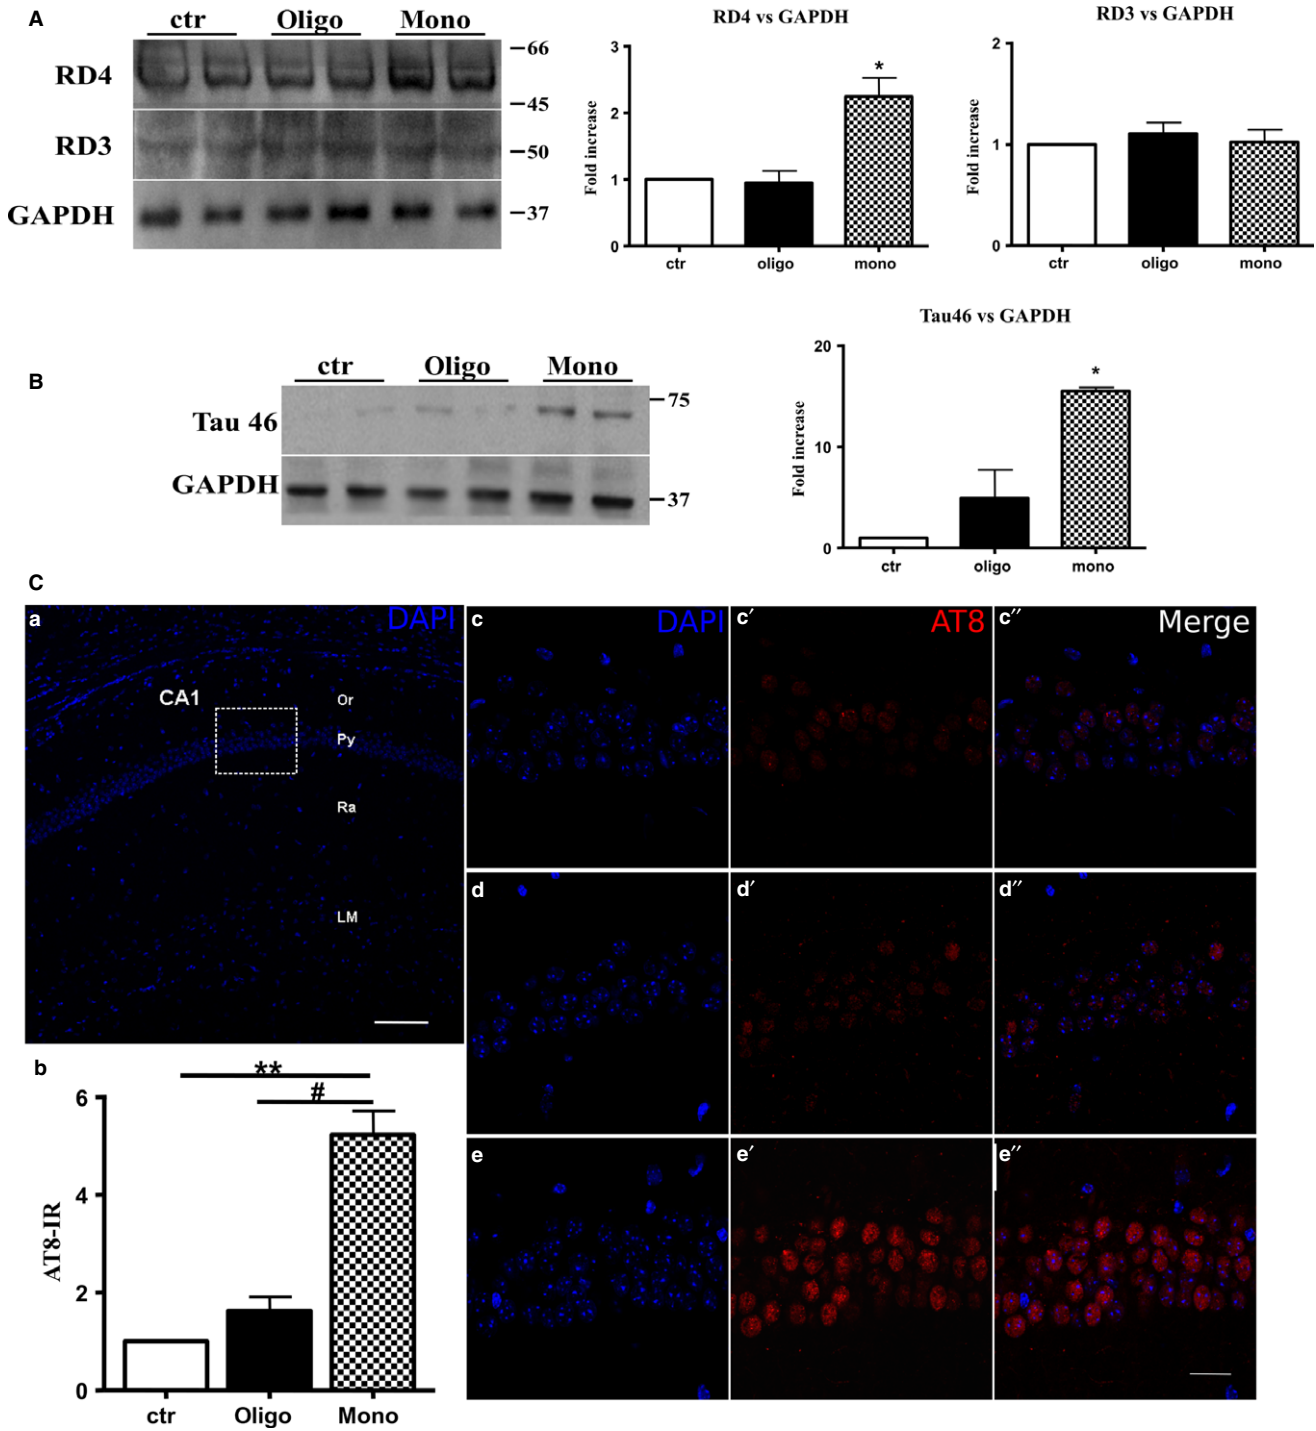 A
ctr Oligo Mono
RD4
RD3
GAPDH
66
45
50
37
RD4 vs GAPDH
Fold increase
3
2
1
0
ctr oligo mono
*
RD3 vs GAPDH
Fold increase
2
1
0
ctr oligo mono
B
ctr Oligo Mono
Tau 46
GAPDH
75
37
Tau46 vs GAPDH
Fold increase
20
10
0
ctr oligo mono
*
C
a DAPI
CA1
Or
Py
Ra
LM
b
**
#
AT8-IR
6
4
2
0
ctr Oligo Mono
c DAPI
c′ AT8
c″ Merge
d
d′
d″
e
e′
e″